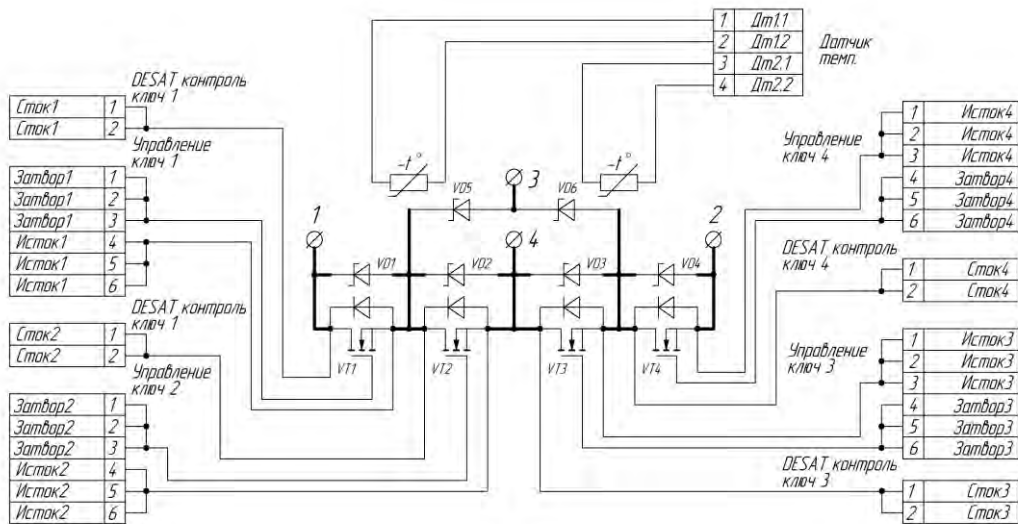 1 Дт1.1
2 Дт1.2
3 Дт2.1
4 Дт2.2
Датчик
темп.
DESAT контроль
ключ 1
Сток1 1
Сток1 2
Управление
ключ 1
Затвор1 1
Затвор1 2
Затвор1 3
Исток1 4
Исток1 5
Исток1 6
DESAT контроль
ключ 1
Сток2 1
Сток2 2
Управление
ключ 2
Затвор2 1
Затвор2 2
Затвор2 3
Исток2 4
Исток2 5
Исток2 6
-t°
-t°
VD5
3
VD6
1
4
2
VD1
VD2
VD3
VD4
VT1
VT2
VT3
VT4
Управление
ключ 4
1 Исток4
2 Исток4
3 Исток4
4 Затвор4
5 Затвор4
6 Затвор4
DESAT контроль
ключ 4
1 Сток4
2 Сток4
Управление
ключ 3
1 Исток3
2 Исток3
3 Исток3
4 Затвор3
5 Затвор3
6 Затвор3
DESAT контроль
ключ 3
1 Сток3
2 Сток3